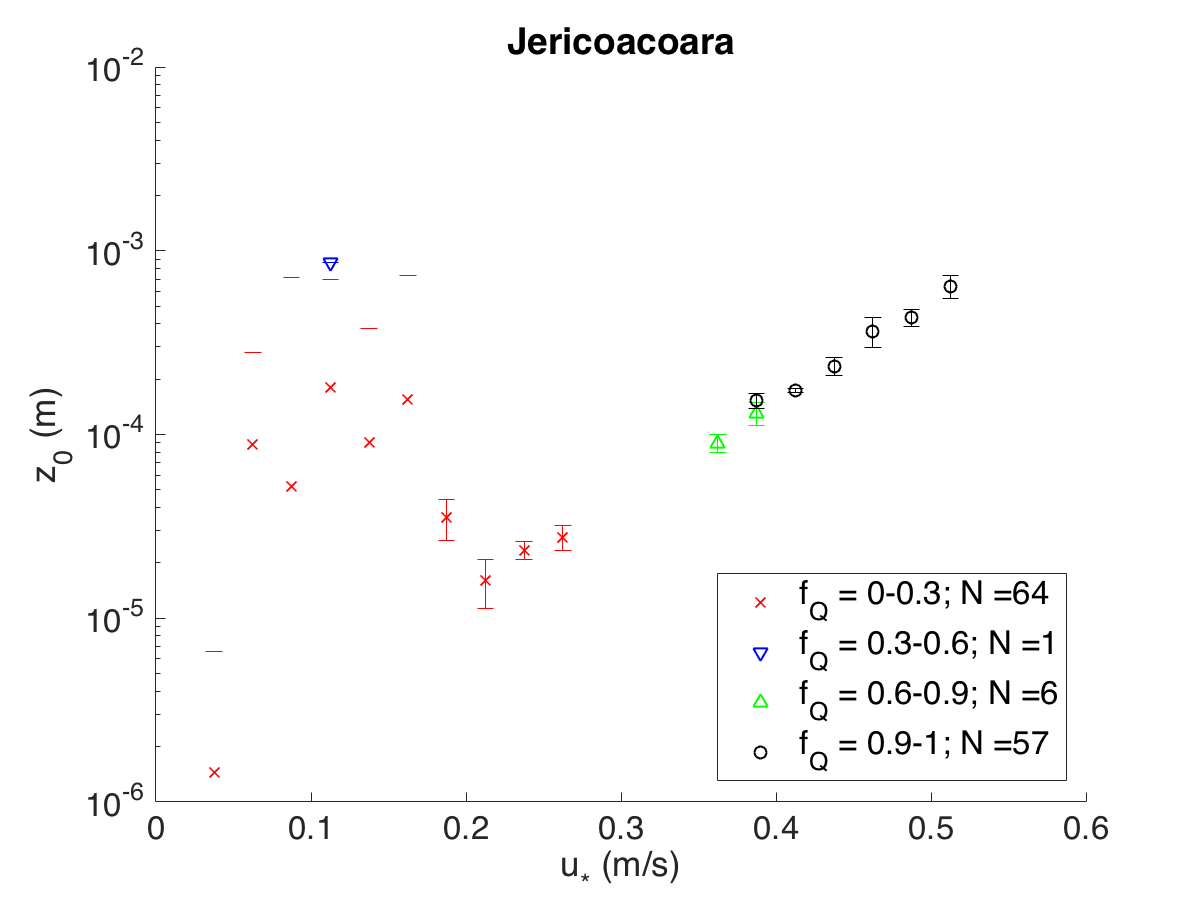 Jericoacoara
10^-2
10^-3
10^-4
10^-5
10^-6
z_0 (m)
0 0.1 0.2 0.3 0.4 0.5 0.6
u_* (m/s)
f_Q = 0-0.3; N =64
f_Q = 0.3-0.6; N =1
f_Q = 0.6-0.9; N =6
f_Q = 0.9-1; N =57